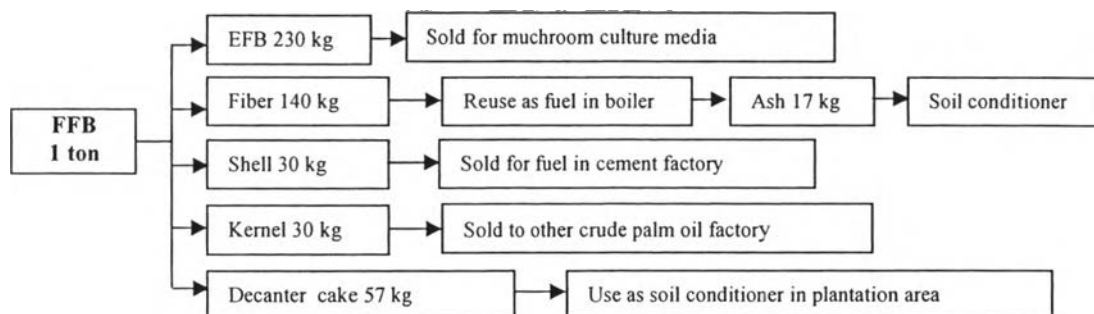 EFB 230 kg
Sold for muchroom culture media
Fiber 140 kg
Reuse as fuel in boiler
Ash 17 kg
Soil conditioner
FFB
1 ton
Shell 30 kg
Sold for fuel in cement factory
Kernel 30 kg
Sold to other crude palm oil factory
Decanter cake 57 kg
Use as soil conditioner in plantation area